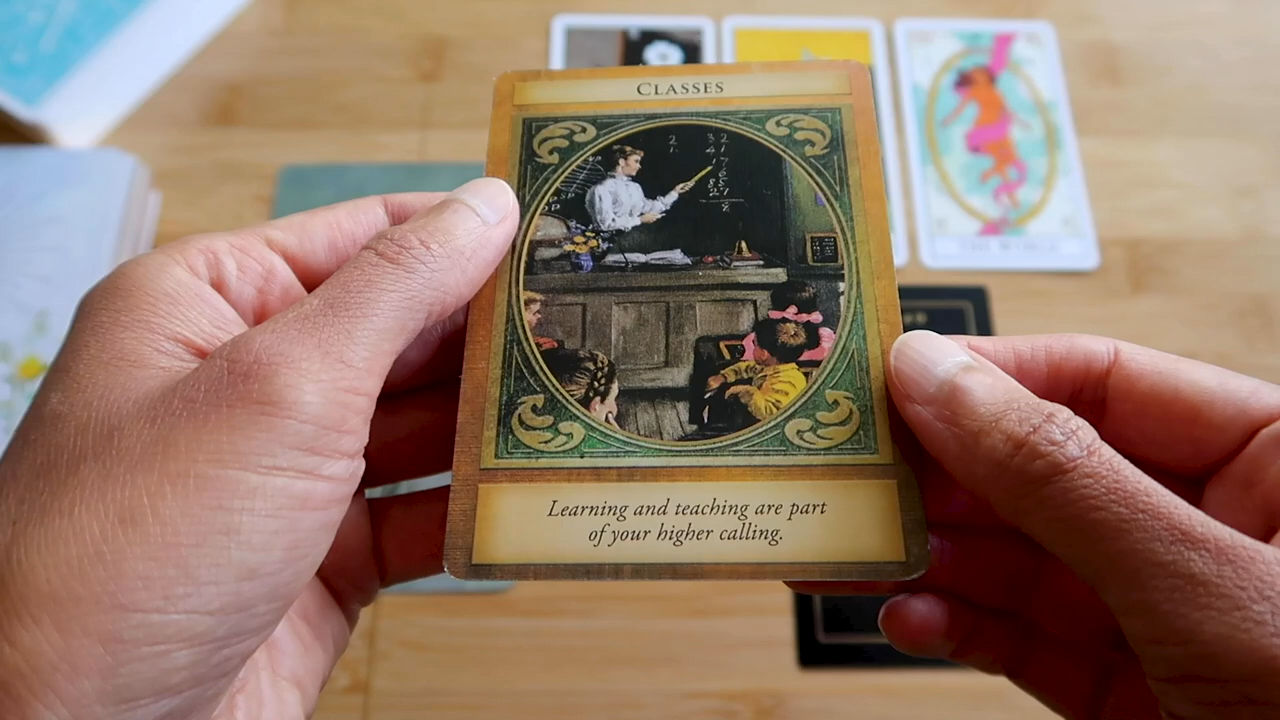 CLASSES
Learning and teaching are part
of your higher calling.